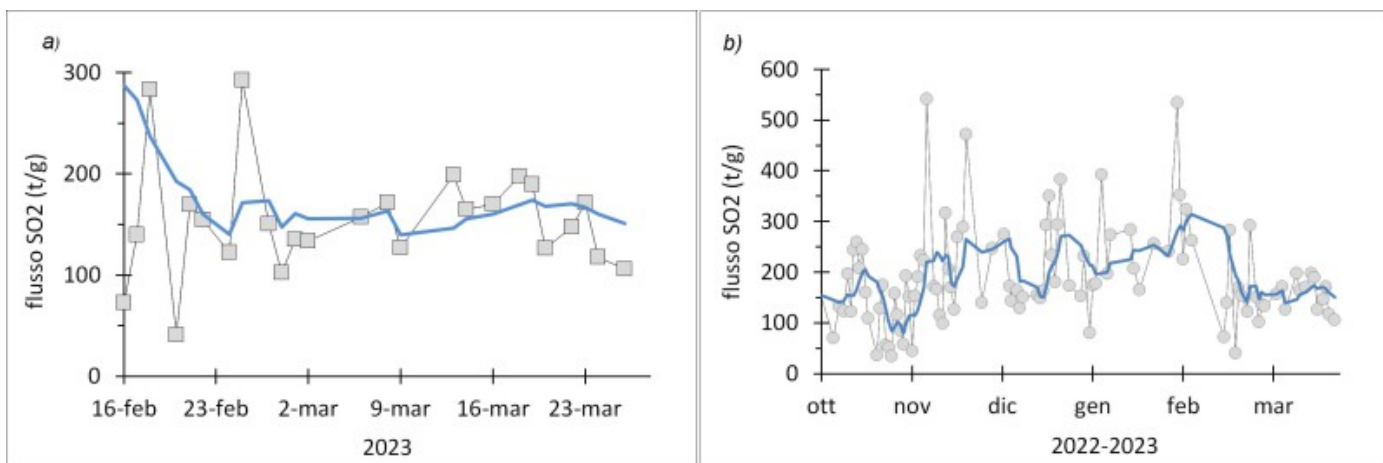 a)
300
200
100
0
flusso SO2 (t/g)
16-feb 23-feb 2-mar 9-mar 16-mar 23-mar
2023
b)
600
500
400
300
200
100
0
flusso SO2 (t/g)
ott nov dic gen feb mar
2022-2023